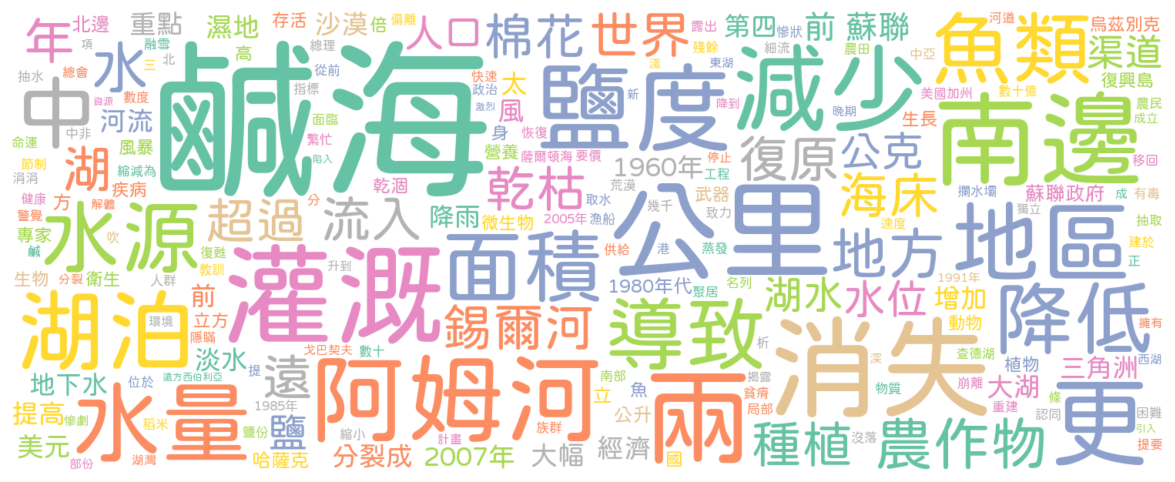 年 北邊 重點 濕地 存活 沙漠 倍 偏離 人口 棉花 世界 露出 第四 慘狀 前 蘇聯 魚類 河道 烏茲別克
項 融雪 北 高 總理 殘餘 細流 農田 中亞 渠道
水 抽水 總會 三 從前 快速 太 東湖 淺 復興島
中 資源 數度 鹹海 指標 政治 激烈 鹽度 新 減少 美國加州 數十億
中非 河流 面臨 風 降到 晚期 生長 南邊 農民 成立
命運 風暴 繁忙 身 恢復
節制 湖 縮減為 陷入 營養 薩爾頓海 要價 1960年 停止 復原 公克 移回
涓涓 疾病 工程
健康 方 解體 分 乾涸 乾枯 荒漠 武器 海床 蘇聯政府 攔水壩 成 有毒
警覺 水源 超過 流入 降雨 微生物 2005年 取水 漁船 幾千 致力 速度 獨立 抽取
專家 吹 公里 地區 建於
鹹 復甦 灌溉 面積 供給 港 蒸發 地方 正
生物 分裂 衛生 教訓 升到 人群 1980年代 聚居 名列 湖水 水位 1991年 增加
湖泊 環境 前 立方 隱瞞 錫爾河 導致 消失 動物 降低 擁有
淡水 戈巴契夫 數十 析 查德湖 西湖
地下水 位於 遠方西伯利亞 提 遠 阿姆河 南部 揭露 深 植物 三角洲
提高 慘劇 水量 稻米 1985年 魚 立 兩 貧瘠 物質 崩離 大湖 條 更
鹽份 鹽 族群 公升 局部 重建 認同 困難 引入
美元 縮小 計畫 經濟 種植 沒落 農作物 提要
部份 湖灣 哈薩克 分裂成 2007年 大幅 國